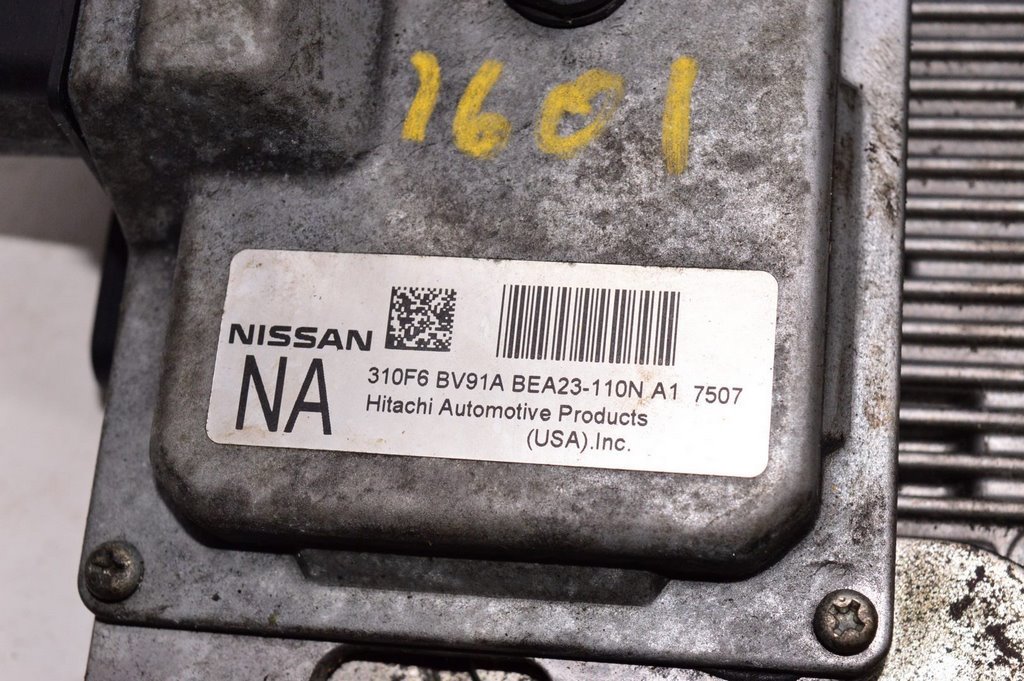 1601
NISSAN
NA
310F6 BV91A BEA23-110N A1 7507
Hitachi Automotive Products
(USA).Inc.